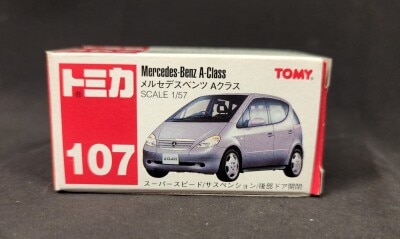 トミカ
Mercedes-Benz A-Class
メルセデスベンツ Aクラス
SCALE 1/57
TOMY.
107
A CLASS
スーパースピード/サスペンション/後部ドア開閉